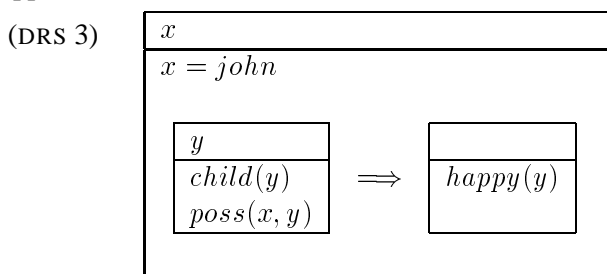 (DRS 3)
x
x = john
y
child(y) ⟹ happy(y)
poss(x, y)